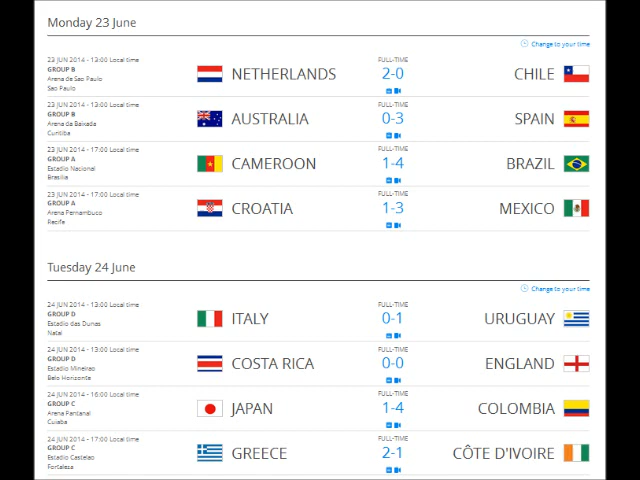 Monday 23 June
Change to your time
23 JUN 2014 - 13:00 Local time
GROUP B
Arena de Sao Paulo
Sao Paulo
NETHERLANDS
FULL-TIME
2-0
CHILE
23 JUN 2014 - 13:00 Local time
GROUP B
Arena da Baixada
Curitiba
AUSTRALIA
FULL-TIME
0-3
SPAIN
23 JUN 2014 - 17:00 Local time
GROUP A
Estadio Nacional
Brasilia
CAMEROON
FULL-TIME
1-4
BRAZIL
23 JUN 2014 - 17:00 Local time
GROUP A
Arena Pernambuco
Recife
CROATIA
FULL-TIME
1-3
MEXICO
Tuesday 24 June
Change to your time
24 JUN 2014 - 13:00 Local time
GROUP D
Estadio das Dunas
Natal
ITALY
FULL-TIME
0-1
URUGUAY
24 JUN 2014 - 13:00 Local time
GROUP D
Estadio Mineirao
Belo Horizonte
COSTA RICA
FULL-TIME
0-0
ENGLAND
24 JUN 2014 - 16:00 Local time
GROUP C
Arena Pantanal
Cuiaba
JAPAN
FULL-TIME
1-4
COLOMBIA
24 JUN 2014 - 17:00 Local time
GROUP C
Estadio Castelao
Fortaleza
GREECE
FULL-TIME
2-1
CÔTE D'IVOIRE